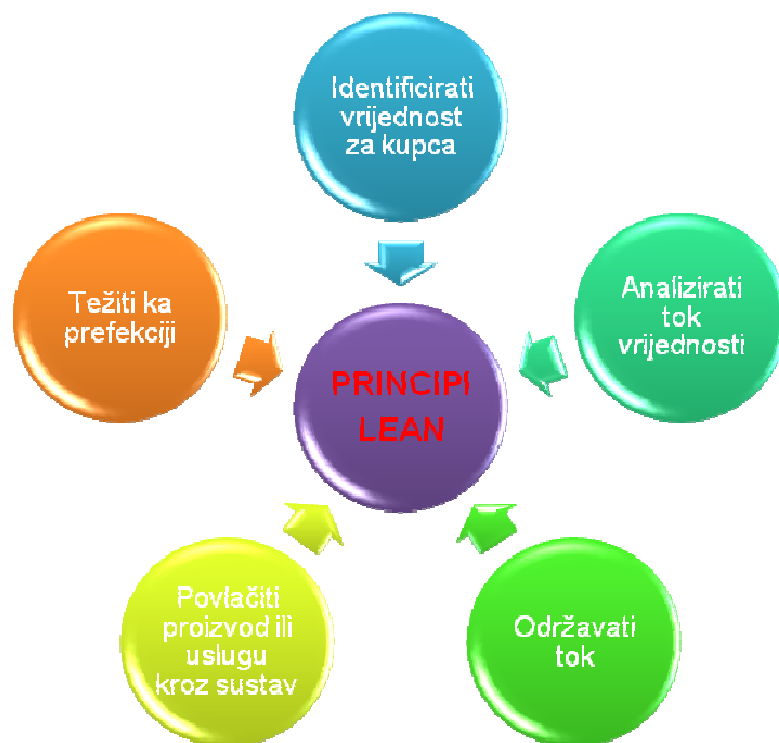 Identificirati
vrijednost
za kupca
Analizirati
tok
vrijednosti
Održavati
tok
Povlačiti
proizvod ili
uslugu
kroz sustav
Težiti ka
prefekciji
PRINCIPI
LEAN